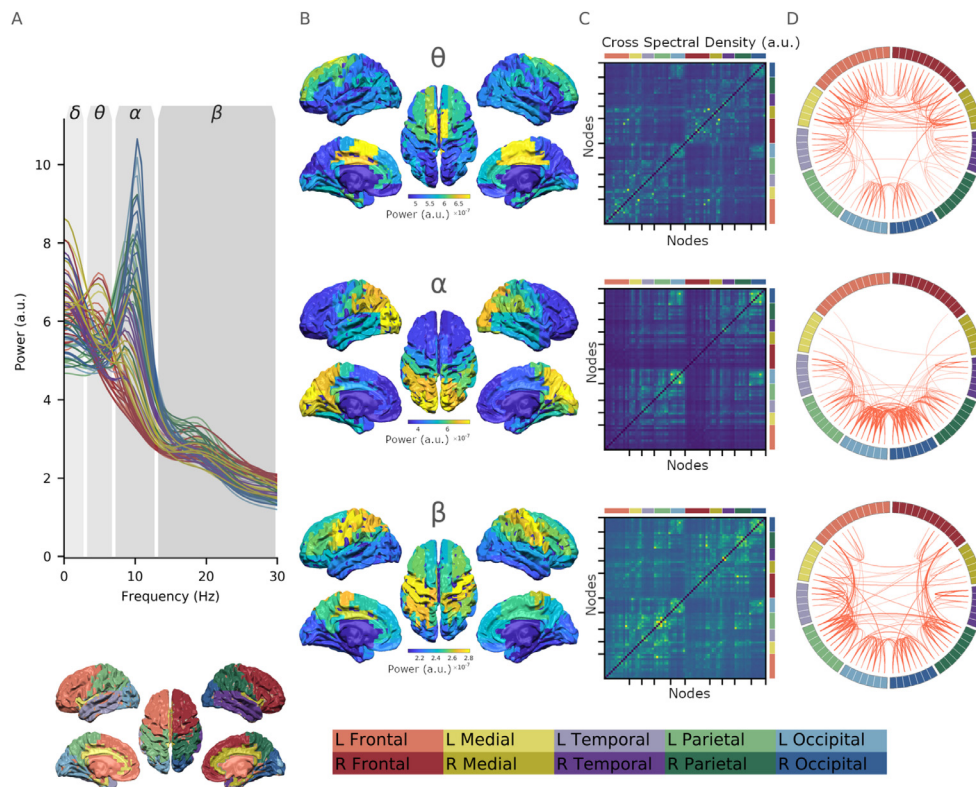 A
B
C
D
Cross Spectral Density (a.u.)
δ
θ
α
β
10
8
6
4
2
0
0
10
20
30
Power (a.u.)
Frequency (Hz)
θ
5
5.5
6
6.5
Power (a.u.) ×10⁻⁷
Nodes
Nodes
α
4
6
Power (a.u.) ×10⁻⁷
Nodes
Nodes
β
2.2
2.4
2.6
2.8
Power (a.u.) ×10⁻⁷
Nodes
Nodes
L Frontal
L Medial
L Temporal
L Parietal
L Occipital
R Frontal
R Medial
R Temporal
R Parietal
R Occipital